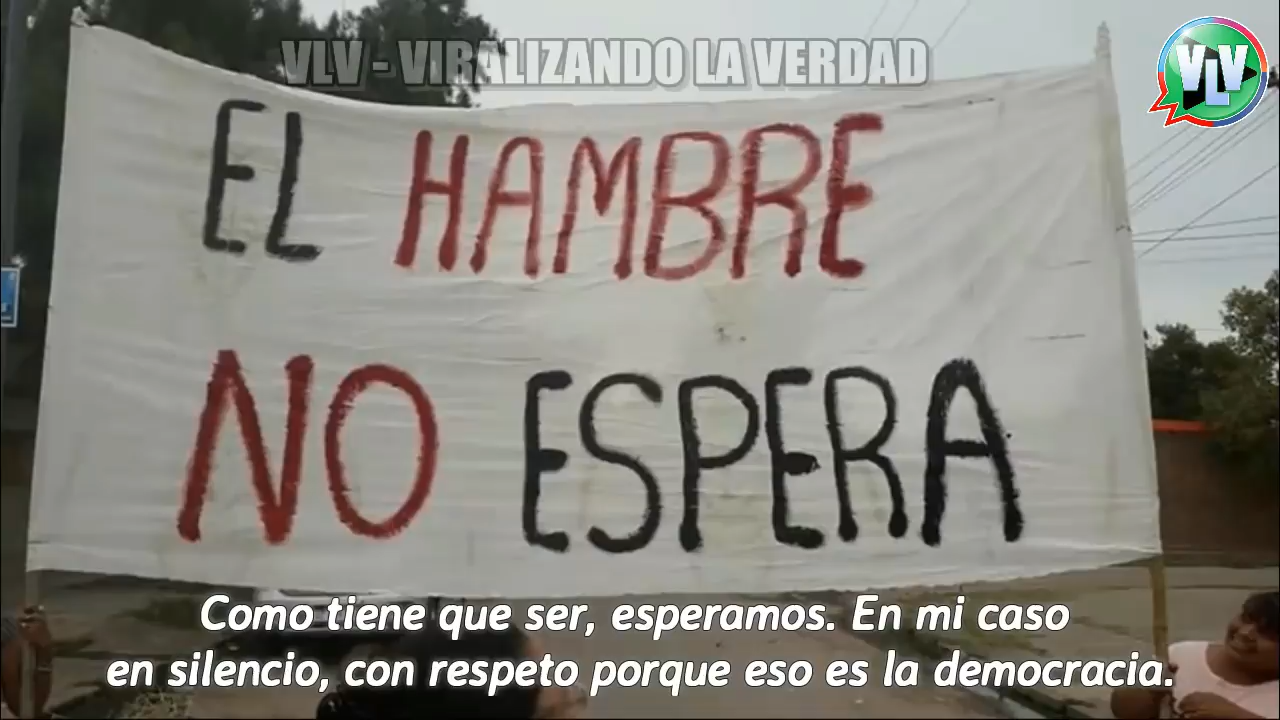 VLV - VIRALIZANDO LA VERDAD
VLV
EL HAMBRE
NO ESPERA
Como tiene que ser, esperamos. En mi caso
en silencio, con respeto porque eso es la democracia.